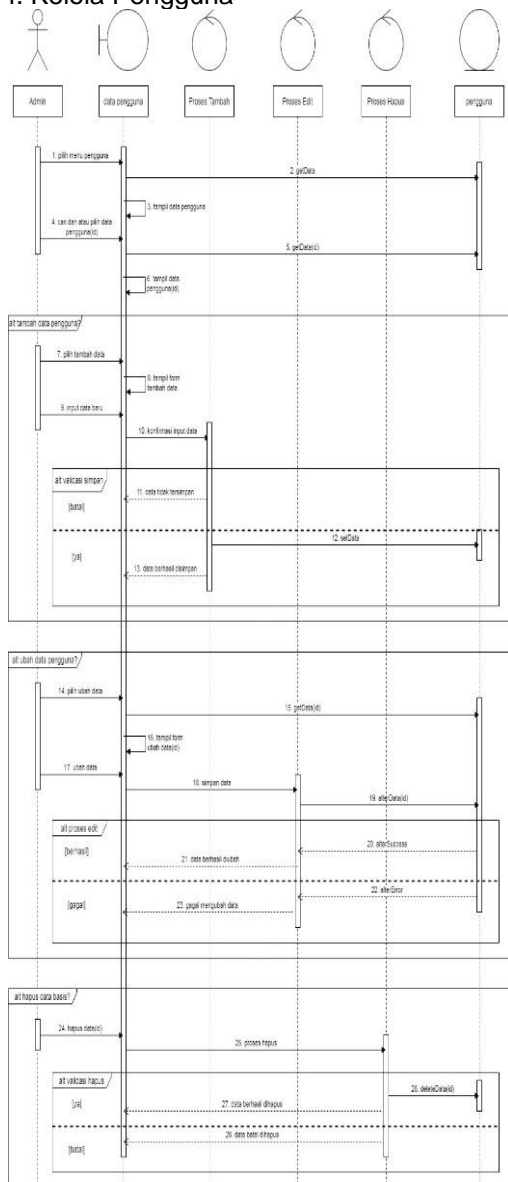 Admin
data pengguna
Proses Tambah
Proses Edit
Proses Hapus
pengguna
1. pilih menu pengguna
2. getData
3. tampil data pengguna
4. cari dan atau pilih data
pengguna(id)
5. getData(id)
6. tampil data
pengguna(id)
alt tambah data pengguna?
7. pilih tambah data
8. tampil form
tambah data
9. input data baru
10. konfirmasi input data
alt validasi simpan
11. data tidak tersimpan
[batal]
12. setData
[ya]
13. data berhasil disimpan
alt ubah data pengguna?
14. pilih ubah data
15. getData(id)
16. tampil form
ubah data(id)
17. ubah data
18. simpan data
19. alterData(id)
alt proses edit
20. alterSuccess
[berhasil]
21. data berhasil diubah
22. alterError
[gagal]
23. gagal mengubah data
alt hapus data basis?
24. hapus data(id)
25. proses hapus
alt validasi hapus
26. deleteData(id)
[ya]
27. data berhasil dihapus
28. data batal dihapus
[batal]